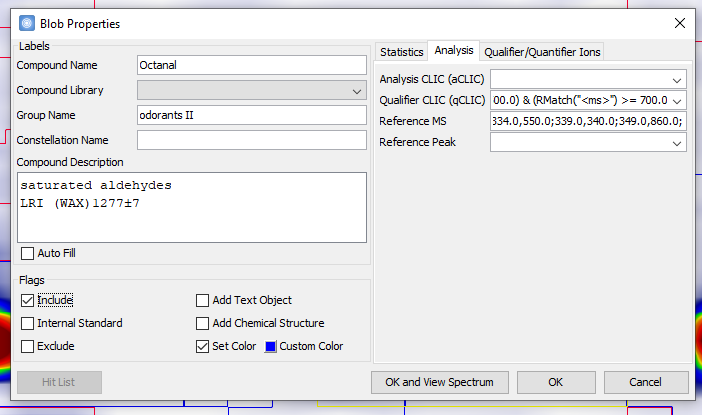 Blob Properties
Labels
Compound Name Octanal
Compound Library
Group Name odorants II
Constellation Name
Compound Description
saturated aldehydes
LRI (WAX)1277±7
Auto Fill
Flags
Include Add Text Object
Internal Standard Add Chemical Structure
Exclude Set Color Custom Color
Statistics Analysis Qualifier/Quantifier Ions
Analysis CLIC (aCLIC)
Qualifier CLIC (qCLIC) 00.0) & (RMatch("<ms>") >= 700.0
Reference MS 334.0,550.0;339.0,340.0;349.0,860.0;
Reference Peak
Hit List OK and View Spectrum OK Cancel